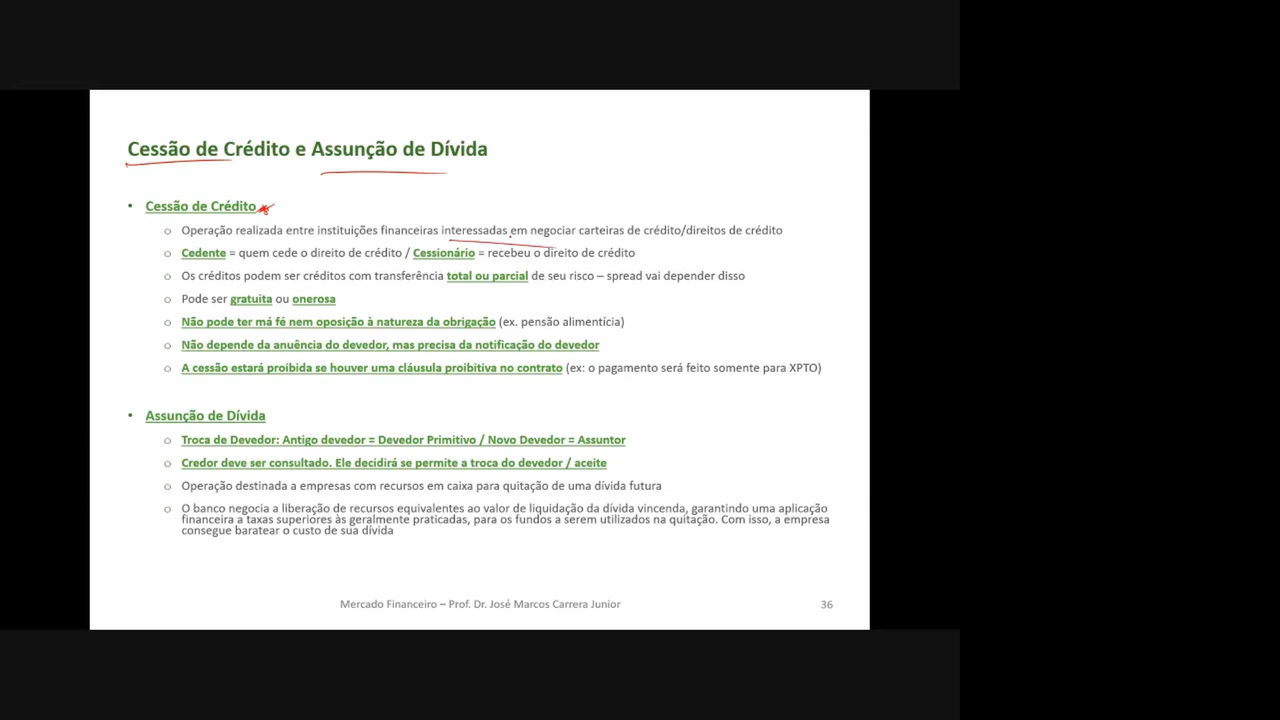 Cessão de Crédito e Assunção de Dívida
• Cessão de Crédito
o Operação realizada entre instituições financeiras interessadas em negociar carteiras de crédito/direitos de crédito
o Cedente = quem cede o direito de crédito / Cessionário = recebeu o direito de crédito
o Os créditos podem ser créditos com transferência total ou parcial de seu risco – spread vai depender disso
o Pode ser gratuita ou onerosa
o Não pode ter má fé nem oposição à natureza da obrigação (ex. pensão alimentícia)
o Não depende da anuência do devedor, mas precisa da notificação do devedor
o A cessão estará proibida se houver uma cláusula proibitiva no contrato (ex: o pagamento será feito somente para XPTO)
• Assunção de Dívida
o Troca de Devedor: Antigo devedor = Devedor Primitivo / Novo Devedor = Assuntor
o Credor deve ser consultado. Ele decidirá se permite a troca do devedor / aceite
o Operação destinada a empresas com recursos em caixa para quitação de uma dívida futura
o O banco negocia a liberação de recursos equivalentes ao valor de liquidação da dívida vincenda, garantindo uma aplicação
financeira a taxas superiores às geralmente praticadas, para os fundos a serem utilizados na quitação. Com isso, a empresa
consegue baratear o custo de sua dívida
Mercado Financeiro – Prof. Dr. José Marcos Carrera Junior
36